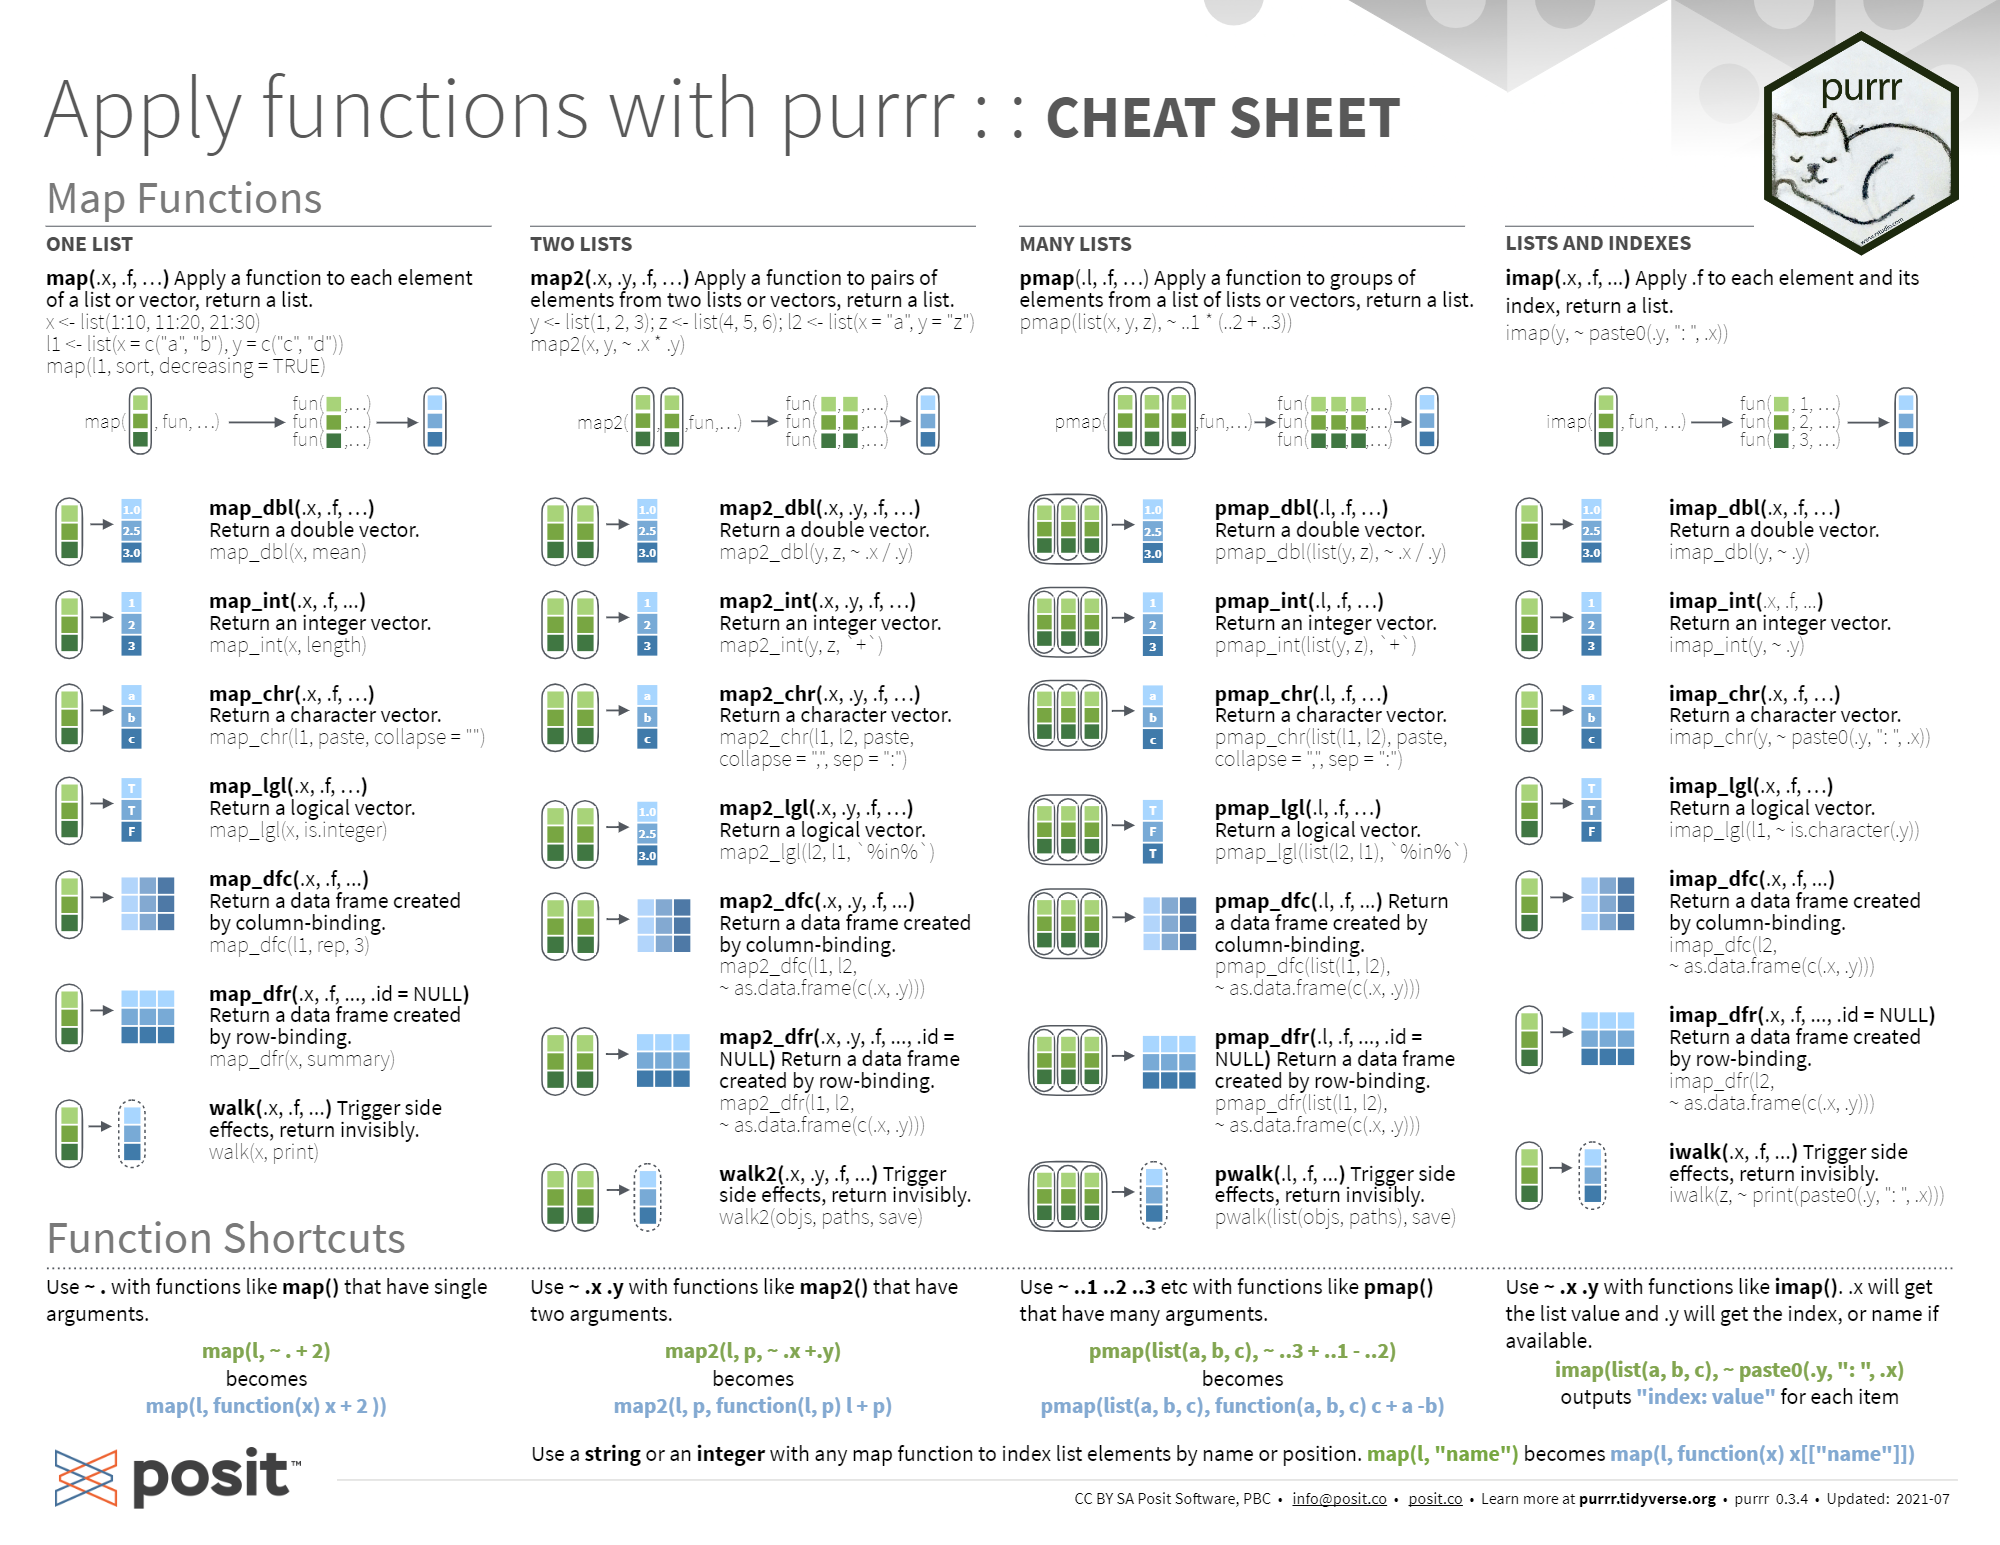 Apply functions with purrr : : CHEAT SHEET
purrr
Map Functions
ONE LIST
map(.x, .f, …) Apply a function to each element
of a list or vector, return a list.
x <- list(1:10, 11:20, 21:30)
l1 <- list(x = c("a", "b"), y = c("c", "d"))
map(l1, sort, decreasing = TRUE)
map( , fun, …)
fun( ,…)
fun( ,…)
fun( ,…)
1.0
2.5
3.0
map_dbl(.x, .f, …)
Return a double vector.
map_dbl(x, mean)
1
2
3
map_int(.x, .f, ...)
Return an integer vector.
map_int(x, length)
a
b
c
map_chr(.x, .f, …)
Return a character vector.
map_chr(l1, paste, collapse = "")
T
T
F
map_lgl(.x, .f, …)
Return a logical vector.
map_lgl(x, is.integer)
map_dfc(.x, .f, ...)
Return a data frame created
by column-binding.
map_dfc(l1, rep, 3)
map_dfr(.x, .f, ..., .id = NULL)
Return a data frame created
by row-binding.
map_dfr(x, summary)
walk(.x, .f, ...) Trigger side
effects, return invisibly.
walk(x, print)
TWO LISTS
map2(.x, .y, .f, …) Apply a function to pairs of
elements from two lists or vectors, return a list.
y <- list(1, 2, 3); z <- list(4, 5, 6); l2 <- list(x = "a", y = "z")
map2(x, y, ~ .x * .y)
map2( , ,fun,…)
fun( , ,…)
fun( , ,…)
fun( , ,…)
1.0
2.5
3.0
map2_dbl(.x, .y, .f, …)
Return a double vector.
map2_dbl(y, z, ~ .x / .y)
1
2
3
map2_int(.x, .y, .f, …)
Return an integer vector.
map2_int(y, z, `+`)
a
b
c
map2_chr(.x, .y, .f, …)
Return a character vector.
map2_chr(l1, l2, paste,
collapse = ",", sep = ":")
1.0
2.5
3.0
map2_lgl(.x, .y, .f, …)
Return a logical vector.
map2_lgl(l2, l1, `%in%`)
map2_dfc(.x, .y, .f, ...)
Return a data frame created
by column-binding.
map2_dfc(l1, l2,
~ as.data.frame(c(.x, .y)))
map2_dfr(.x, .y, .f, ..., .id =
NULL) Return a data frame
created by row-binding.
map2_dfr(l1, l2,
~ as.data.frame(c(.x, .y)))
walk2(.x, .y, .f, ...) Trigger
side effects, return invisibly.
walk2(objs, paths, save)
MANY LISTS
pmap(.l, .f, …) Apply a function to groups of
elements from a list of lists or vectors, return a list.
pmap(list(x, y, z), ~ ..1 * (..2 + ..3))
pmap( ,fun,…)
fun( , , ,…)
fun( , , ,…)
fun( , , ,…)
1.0
2.5
3.0
pmap_dbl(.l, .f, …)
Return a double vector.
pmap_dbl(list(y, z), ~ .x / .y)
1
2
3
pmap_int(.l, .f, …)
Return an integer vector.
pmap_int(list(y, z), `+`)
a
b
c
pmap_chr(.l, .f, …)
Return a character vector.
pmap_chr(list(l1, l2), paste,
collapse = ",", sep = ":")
T
F
T
pmap_lgl(.l, .f, …)
Return a logical vector.
pmap_lgl(list(l2, l1), `%in%`)
pmap_dfc(.l, .f, ...) Return
a data frame created by
column-binding.
pmap_dfc(list(l1, l2),
~ as.data.frame(c(.x, .y)))
pmap_dfr(.l, .f, ..., .id =
NULL) Return a data frame
created by row-binding.
pmap_dfr(list(l1, l2),
~ as.data.frame(c(.x, .y)))
pwalk(.l, .f, ...) Trigger side
effects, return invisibly.
pwalk(list(objs, paths), save)
LISTS AND INDEXES
imap(.x, .f, ...) Apply .f to each element and its
index, return a list.
imap(y, ~ paste0(.y, ": ", .x))
imap( , fun, …)
fun( , 1, …)
fun( , 2, …)
fun( , 3, …)
1.0
2.5
3.0
imap_dbl(.x, .f, …)
Return a double vector.
imap_dbl(y, ~ .y)
1
2
3
imap_int(.x, .f, ...)
Return an integer vector.
imap_int(y, ~ .y)
a
b
c
imap_chr(.x, .f, …)
Return a character vector.
imap_chr(y, ~ paste0(.y, ": ", .x))
T
T
F
imap_lgl(.x, .f, …)
Return a logical vector.
imap_lgl(l1, ~ is.character(.y))
imap_dfc(.x, .f, ...)
Return a data frame created
by column-binding.
imap_dfc(l2,
~ as.data.frame(c(.x, .y)))
imap_dfr(.x, .f, ..., .id = NULL)
Return a data frame created
by row-binding.
imap_dfr(l2,
~ as.data.frame(c(.x, .y)))
iwalk(.x, .f, ...) Trigger side
effects, return invisibly.
iwalk(z, ~ print(paste0(.y, ": ", .x)))
Function Shortcuts
Use ~ . with functions like map() that have single
arguments.
map(l, ~ . + 2)
becomes
map(l, function(x) x + 2 ))
Use ~ .x .y with functions like map2() that have
two arguments.
map2(l, p, ~ .x +.y)
becomes
map2(l, p, function(l, p) l + p)
Use ~ ..1 ..2 ..3 etc with functions like pmap()
that have many arguments.
pmap(list(a, b, c), ~ ..3 + ..1 - ..2)
becomes
pmap(list(a, b, c), function(a, b, c) c + a -b)
Use ~ .x .y with functions like imap(). .x will get
the list value and .y will get the index, or name if
available.
imap(list(a, b, c), ~ paste0(.y, ": ", .x)
outputs "index: value" for each item
Use a string or an integer with any map function to index list elements by name or position. map(l, "name") becomes map(l, function(x) x[["name"]])
posit™
CC BY SA Posit Software, PBC • info@posit.co • posit.co • Learn more at purrr.tidyverse.org • purrr 0.3.4 • Updated: 2021-07